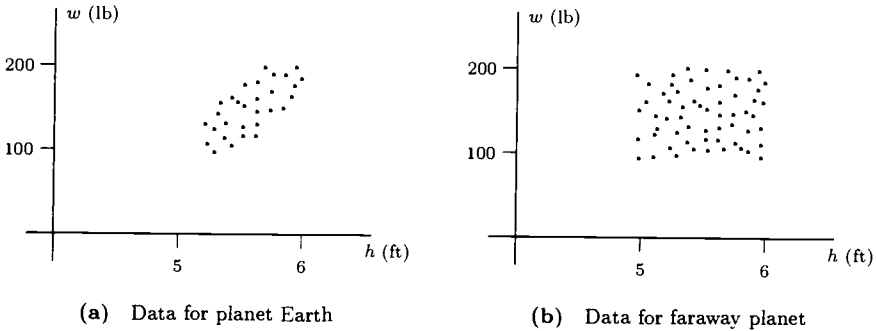 w (lb)
200
100
5
6
h (ft)
(a) Data for planet Earth
w (lb)
200
100
5
6
h (ft)
(b) Data for faraway planet